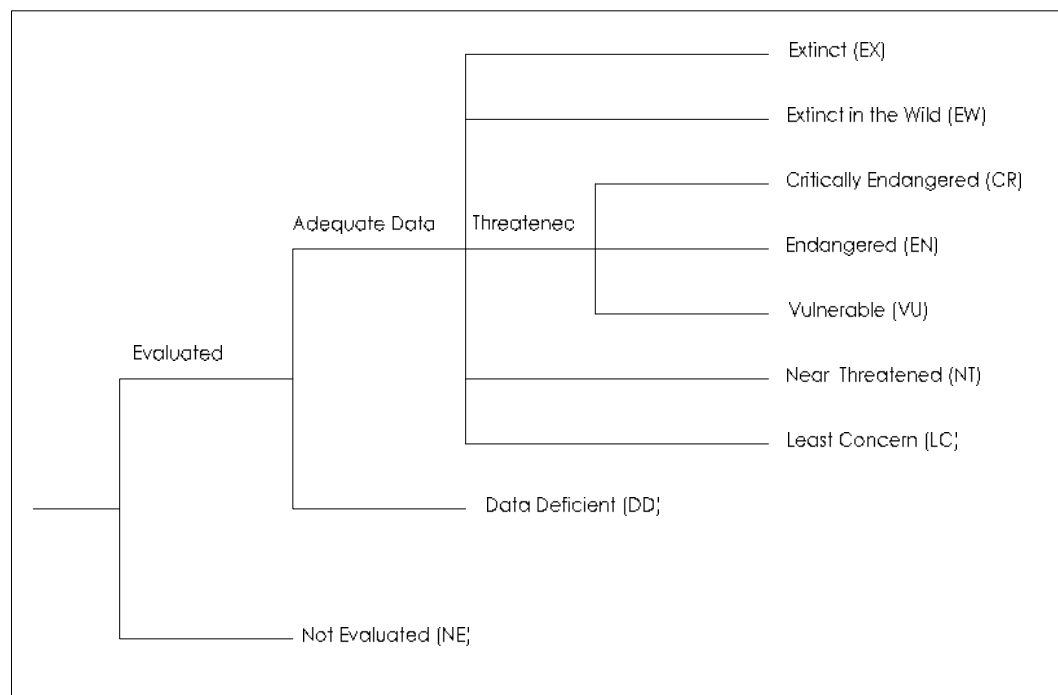 Extinct (EX)
Extinct in the Wild (EW)
Critically Endangered (CR)
Adequate Data
Threatened
Endangered (EN)
Vulnerable (VU)
Evaluated
Near Threatened (NT)
Least Concern (LC)
Data Deficient (DD)
Not Evaluated (NE)